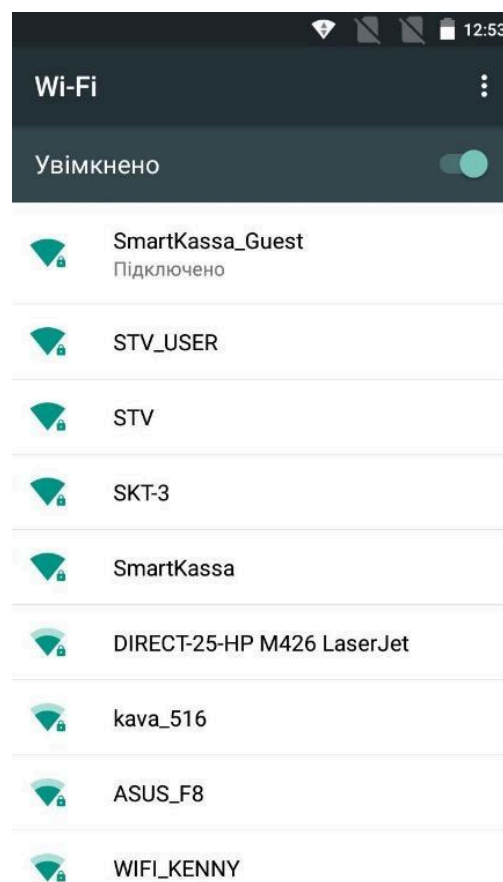 12:53
Wi-Fi
Увімкнено
SmartKassa_Guest
Підключено
STV_USER
STV
SKT-3
SmartKassa
DIRECT-25-HP M426 LaserJet
kava_516
ASUS_F8
WIFI_KENNY